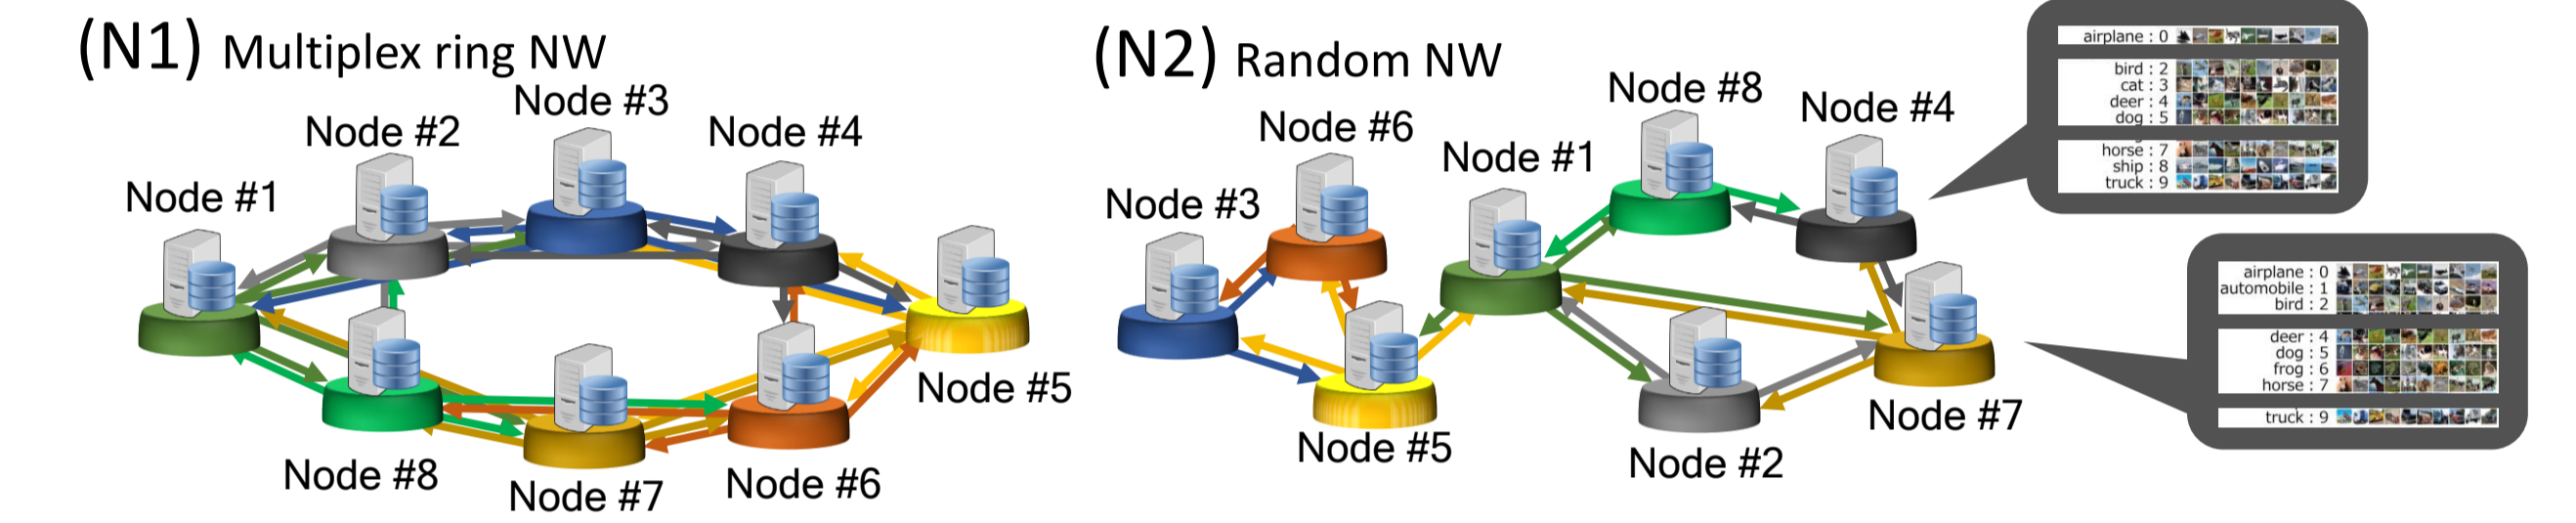 (N1) Multiplex ring NW
Node #1
Node #2
Node #3
Node #4
Node #5
Node #6
Node #7
Node #8
(N2) Random NW
Node #3
Node #6
Node #1
Node #8
Node #4
Node #5
Node #2
Node #7
airplane : 0
bird : 2
cat : 3
deer : 4
dog : 5
horse : 7
ship : 8
truck : 9
airplane : 0
automobile : 1
bird : 2
deer : 4
dog : 5
frog : 6
horse : 7
truck : 9